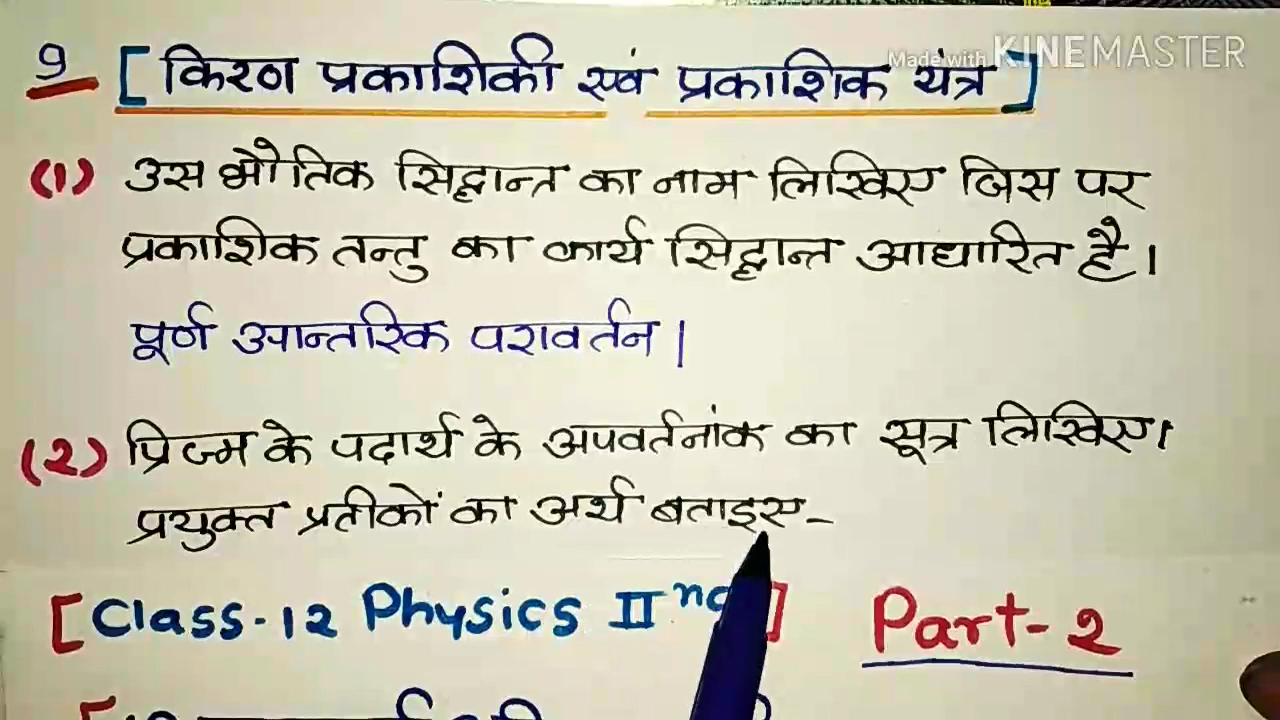 Made with KINEMASTER
9 [किरण प्रकाशिकी एवं प्रकाशिक यंत्र]
(1) उस भौतिक सिद्धान्त का नाम लिखिए जिस पर
प्रकाशिक तन्तु का कार्य सिद्धान्त आधारित है।
पूर्ण आन्तरिक परावर्तन।
(2) प्रिज्म के पदार्थ के अपवर्तनांक का सूत्र लिखिए।
प्रयुक्त प्रतीकों का अर्थ बताइए-
[Class-12 Physics II]
Part-2